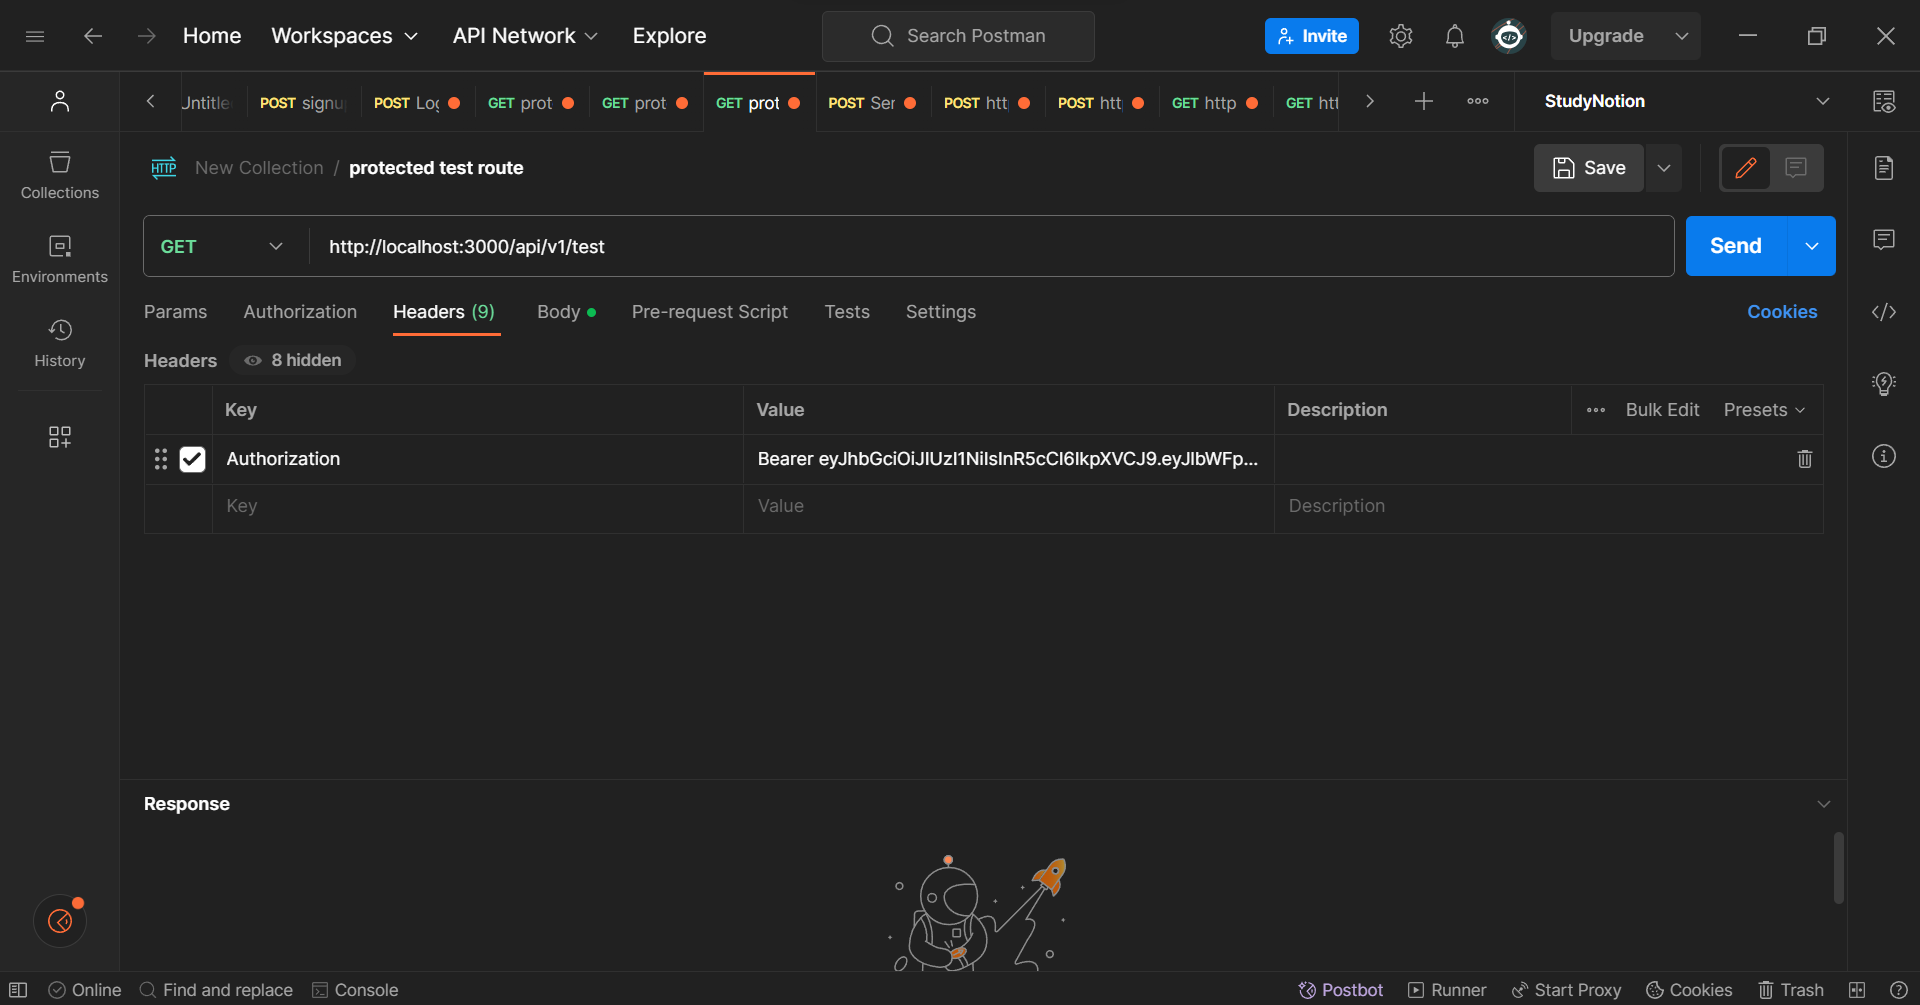 Home Workspaces API Network Explore Search Postman Invite Upgrade
Untitle POST signu POST Log GET prot GET prot GET prot POST Ser POST htt POST htt GET http GET htt StudyNotion
HTTP New Collection / protected test route Save
GET http://localhost:3000/api/v1/test Send
Params Authorization Headers (9) Body Pre-request Script Tests Settings Cookies
Headers 8 hidden
Key Value Description Bulk Edit Presets
Authorization Bearer eyJhbGciOiJIUzI1NiIsInR5cCI6IkpXVCJ9.eyJlbWFp...
Key Value Description
Collections
Environments
History
Response
Online Find and replace Console Postbot Runner Start Proxy Cookies Trash